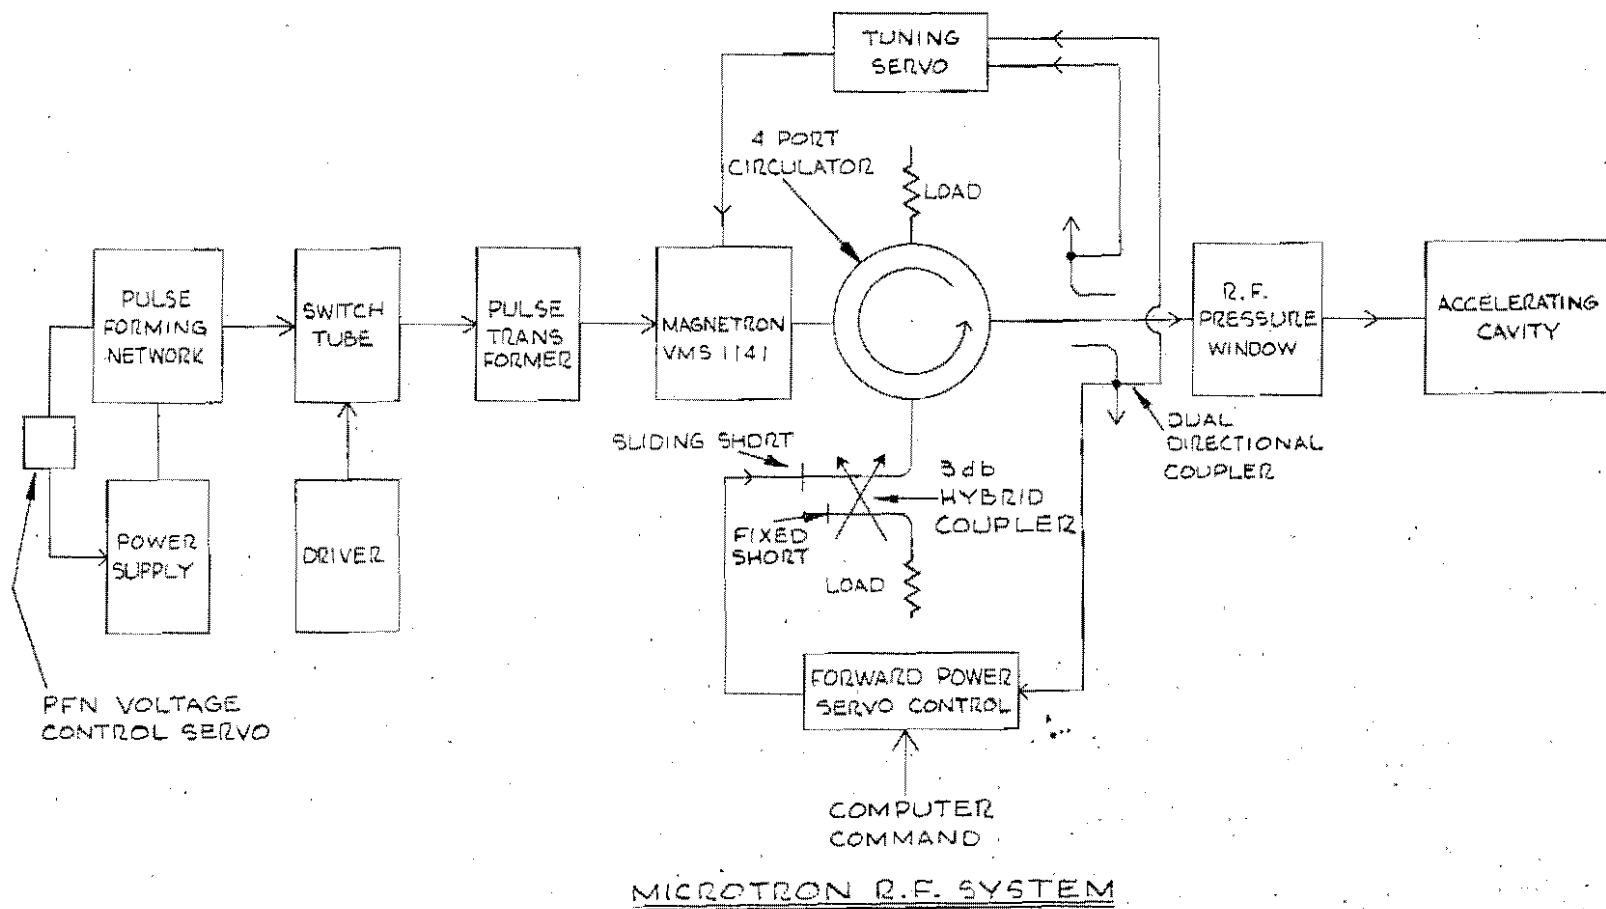 TUNING
SERVO
4 PORT
CIRCULATOR
LOAD
PULSE
FORMING
NETWORK
SWITCH
TUBE
PULSE
TRANS
FORMER
MAGNETRON
VMS 1141
R.F.
PRESSURE
WINDOW
ACCELERATING
CAVITY
SLIDING SHORT
3db
HYBRID
COUPLER
DUAL
DIRECTIONAL
COUPLER
FIXED
SHORT
LOAD
POWER
SUPPLY
DRIVER
PFN VOLTAGE
CONTROL SERVO
FORWARD POWER
SERVO CONTROL
COMPUTER
COMMAND
MICROTRON R.F. SYSTEM